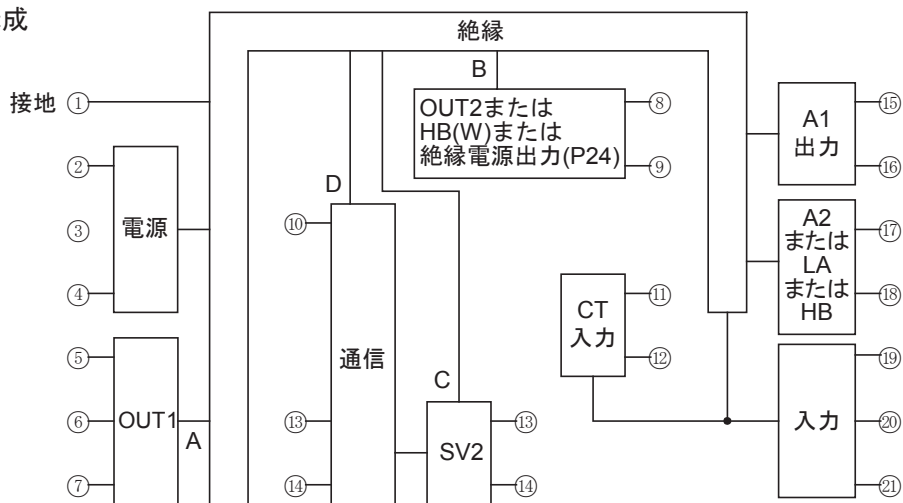 成
絶縁
接地 ①
②
③
④
電源
⑤
⑥
⑦
OUT1
A
B
OUT2または
HB(W)または
絶縁電源出力(P24)
⑧
⑨
D
⑩
通信
⑬
⑭
C
SV2
⑬
⑭
CT
入力
⑪
⑫
A1
出力
⑮
⑯
A2
または
LA
または
HB
⑰
⑱
入力
⑲
⑳
㉑